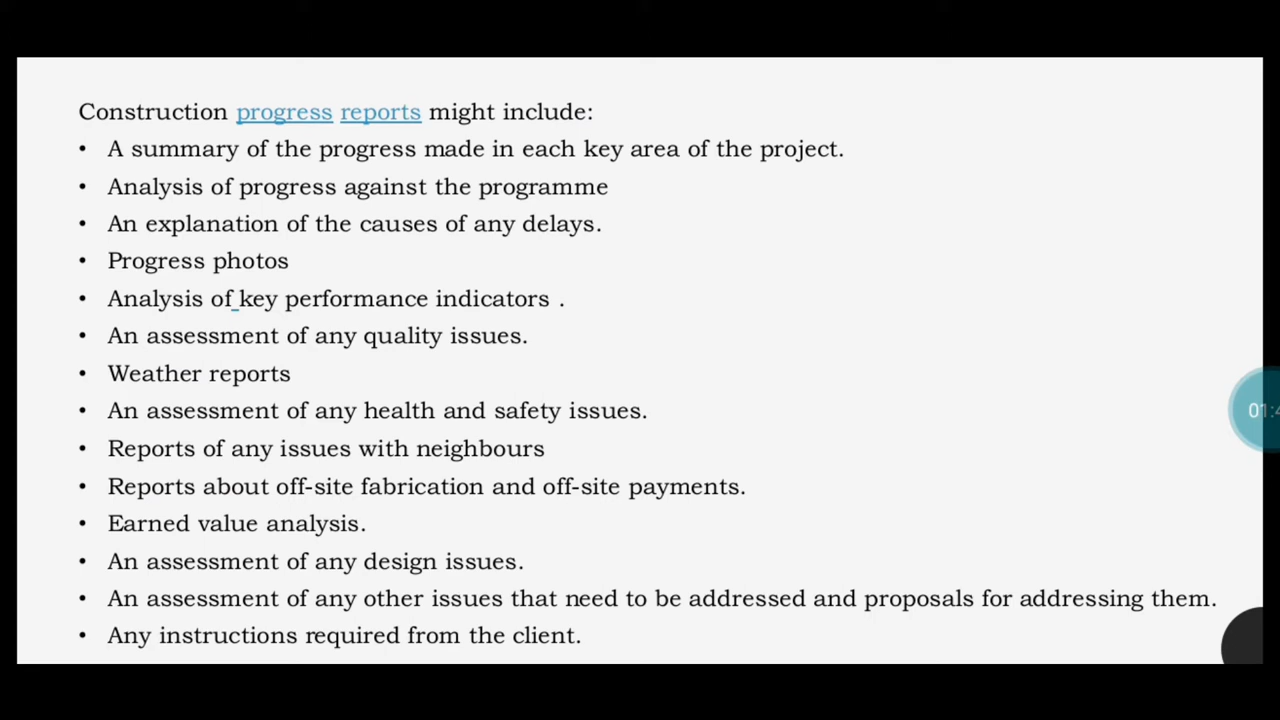 Construction progress reports might include:
• A summary of the progress made in each key area of the project.
• Analysis of progress against the programme
• An explanation of the causes of any delays.
• Progress photos
• Analysis of key performance indicators .
• An assessment of any quality issues.
• Weather reports
• An assessment of any health and safety issues.
• Reports of any issues with neighbours
• Reports about off-site fabrication and off-site payments.
• Earned value analysis.
• An assessment of any design issues.
• An assessment of any other issues that need to be addressed and proposals for addressing them.
• Any instructions required from the client.